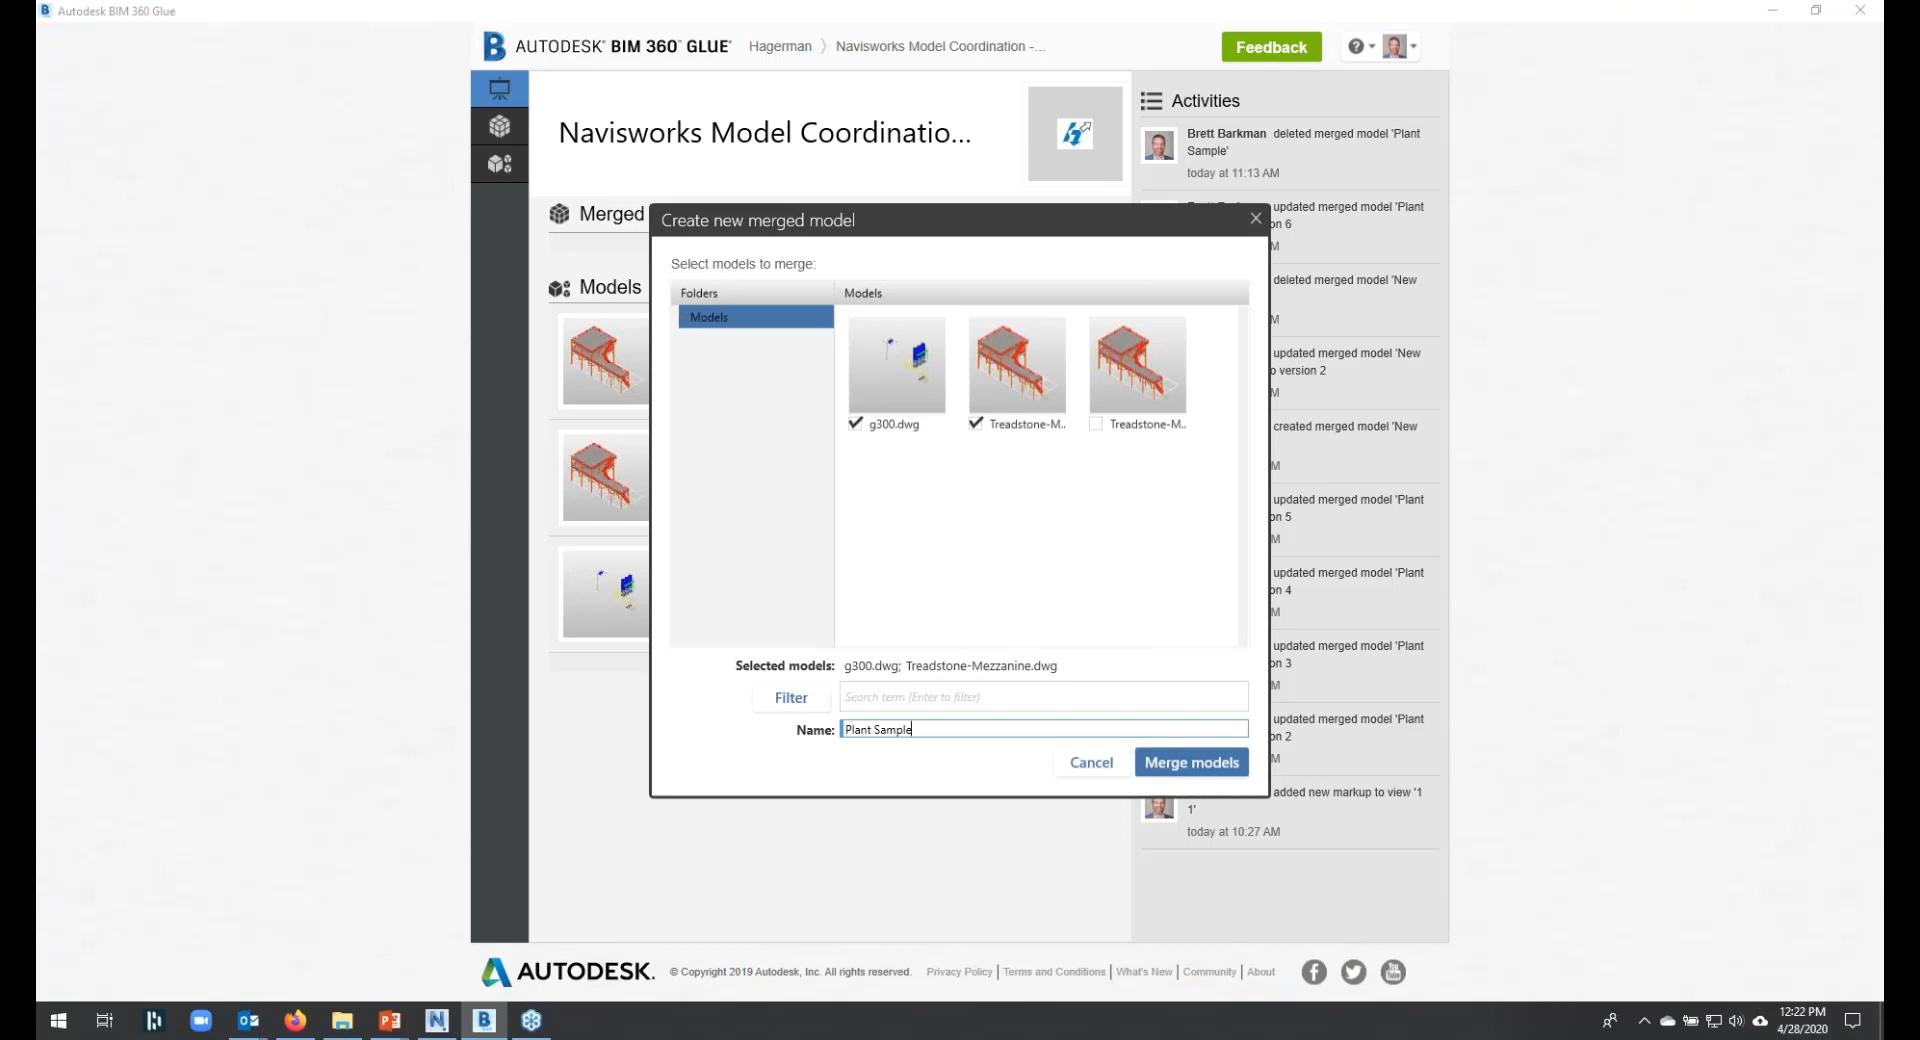 Autodesk BIM 360 Glue
AUTODESK® BIM 360™ GLUE®
Hagerman
Navisworks Model Coordination -...
Feedback
Navisworks Model Coordinatio...
Activities
Brett Barkman deleted merged model 'Plant
Sample'
today at 11:13 AM
updated merged model 'Plant
on 6
M
deleted merged model 'New
M
updated merged model 'New
o version 2
M
created merged model 'New
M
updated merged model 'Plant
on 5
M
updated merged model 'Plant
on 4
M
updated merged model 'Plant
on 3
M
updated merged model 'Plant
on 2
M
added new markup to view '1
1'
today at 10:27 AM
Merged
Models
Create new merged model
Select models to merge:
Folders
Models
Models
g300.dwg
Treadstone-M..
Treadstone-M..
Selected models: g300.dwg; Treadstone-Mezzanine.dwg
Filter
Search term (Enter to filter)
Name: Plant Sample
Cancel
Merge models
AUTODESK.
© Copyright 2019 Autodesk, Inc. All rights reserved.
Privacy Policy | Terms and Conditions | What's New | Community | About
12:22 PM
4/28/2020